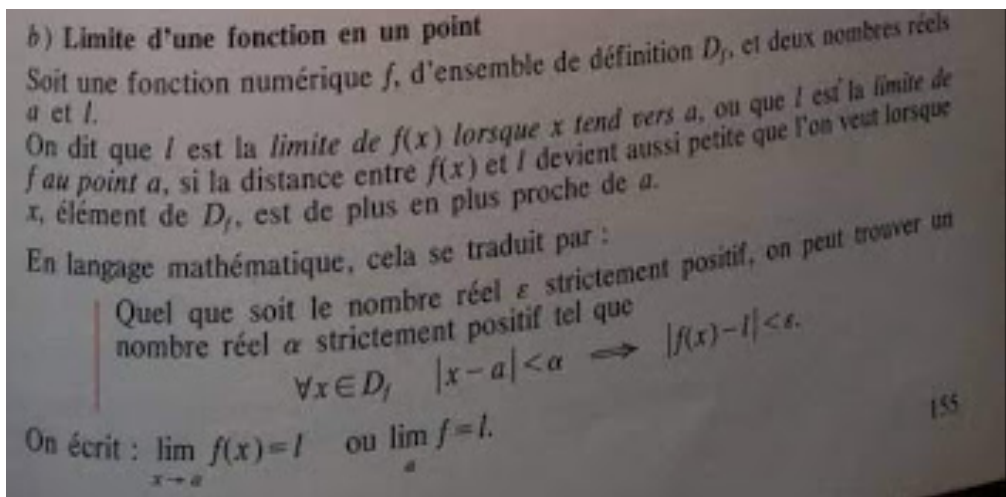 b) Limite d'une fonction en un point
Soit une fonction numérique f, d'ensemble de définition D_f, et deux nombres réels
a et l.
On dit que l est la limite de f(x) lorsque x tend vers a, ou que l est la limite de
f au point a, si la distance entre f(x) et l devient aussi petite que l'on veut lorsque
x, élément de D_f, est de plus en plus proche de a.
En langage mathématique, cela se traduit par :
Quel que soit le nombre réel ε strictement positif, on peut trouver un
nombre réel α strictement positif tel que
∀x ∈ D_f |x − a| < α ⟹ |f(x) − l| < ε.
On écrit : lim f(x) = l ou lim f = l.
x → a a
155